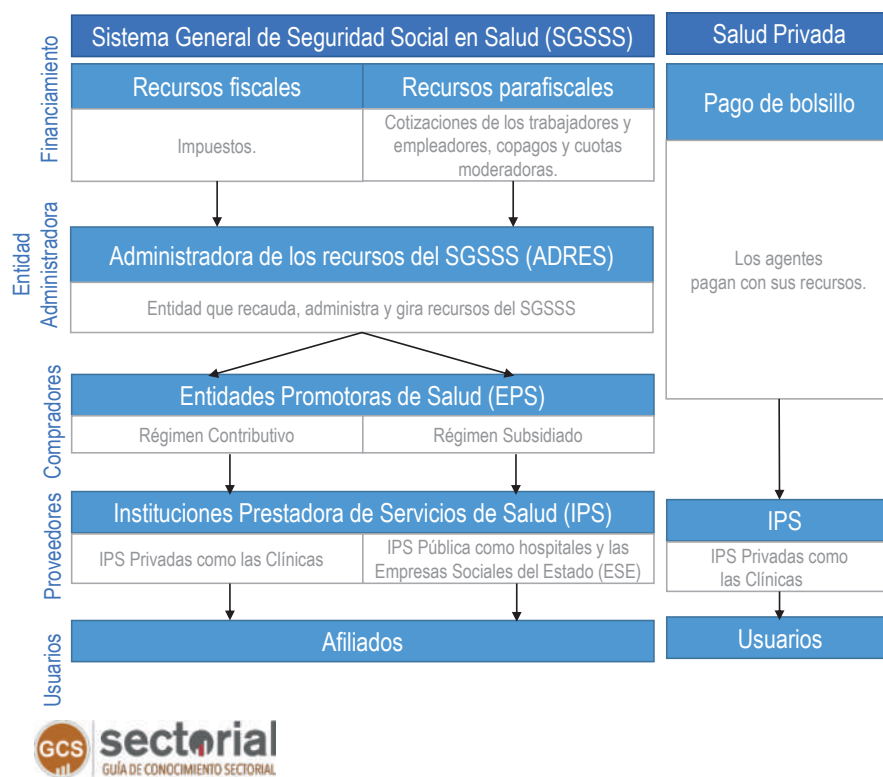 Sistema General de Seguridad Social en Salud (SGSSS)
Salud Privada
Financiamiento
Recursos fiscales
Recursos parafiscales
Pago de bolsillo
Impuestos.
Cotizaciones de los trabajadores y
empleadores, copagos y cuotas
moderadoras.
Entidad
Administradora
Administradora de los recursos del SGSSS (ADRES)
Entidad que recauda, administra y gira recursos del SGSSS
Los agentes
pagan con sus recursos.
Compradores
Entidades Promotoras de Salud (EPS)
Régimen Contributivo
Régimen Subsidiado
Proveedores
Instituciones Prestadora de Servicios de Salud (IPS)
IPS
IPS Privadas como las Clínicas
IPS Pública como hospitales y las
Empresas Sociales del Estado (ESE)
IPS Privadas como
las Clínicas
Usuarios
Afiliados
Usuarios
GCS
sectorial
GUÍA DE CONOCIMIENTO SECTORIAL